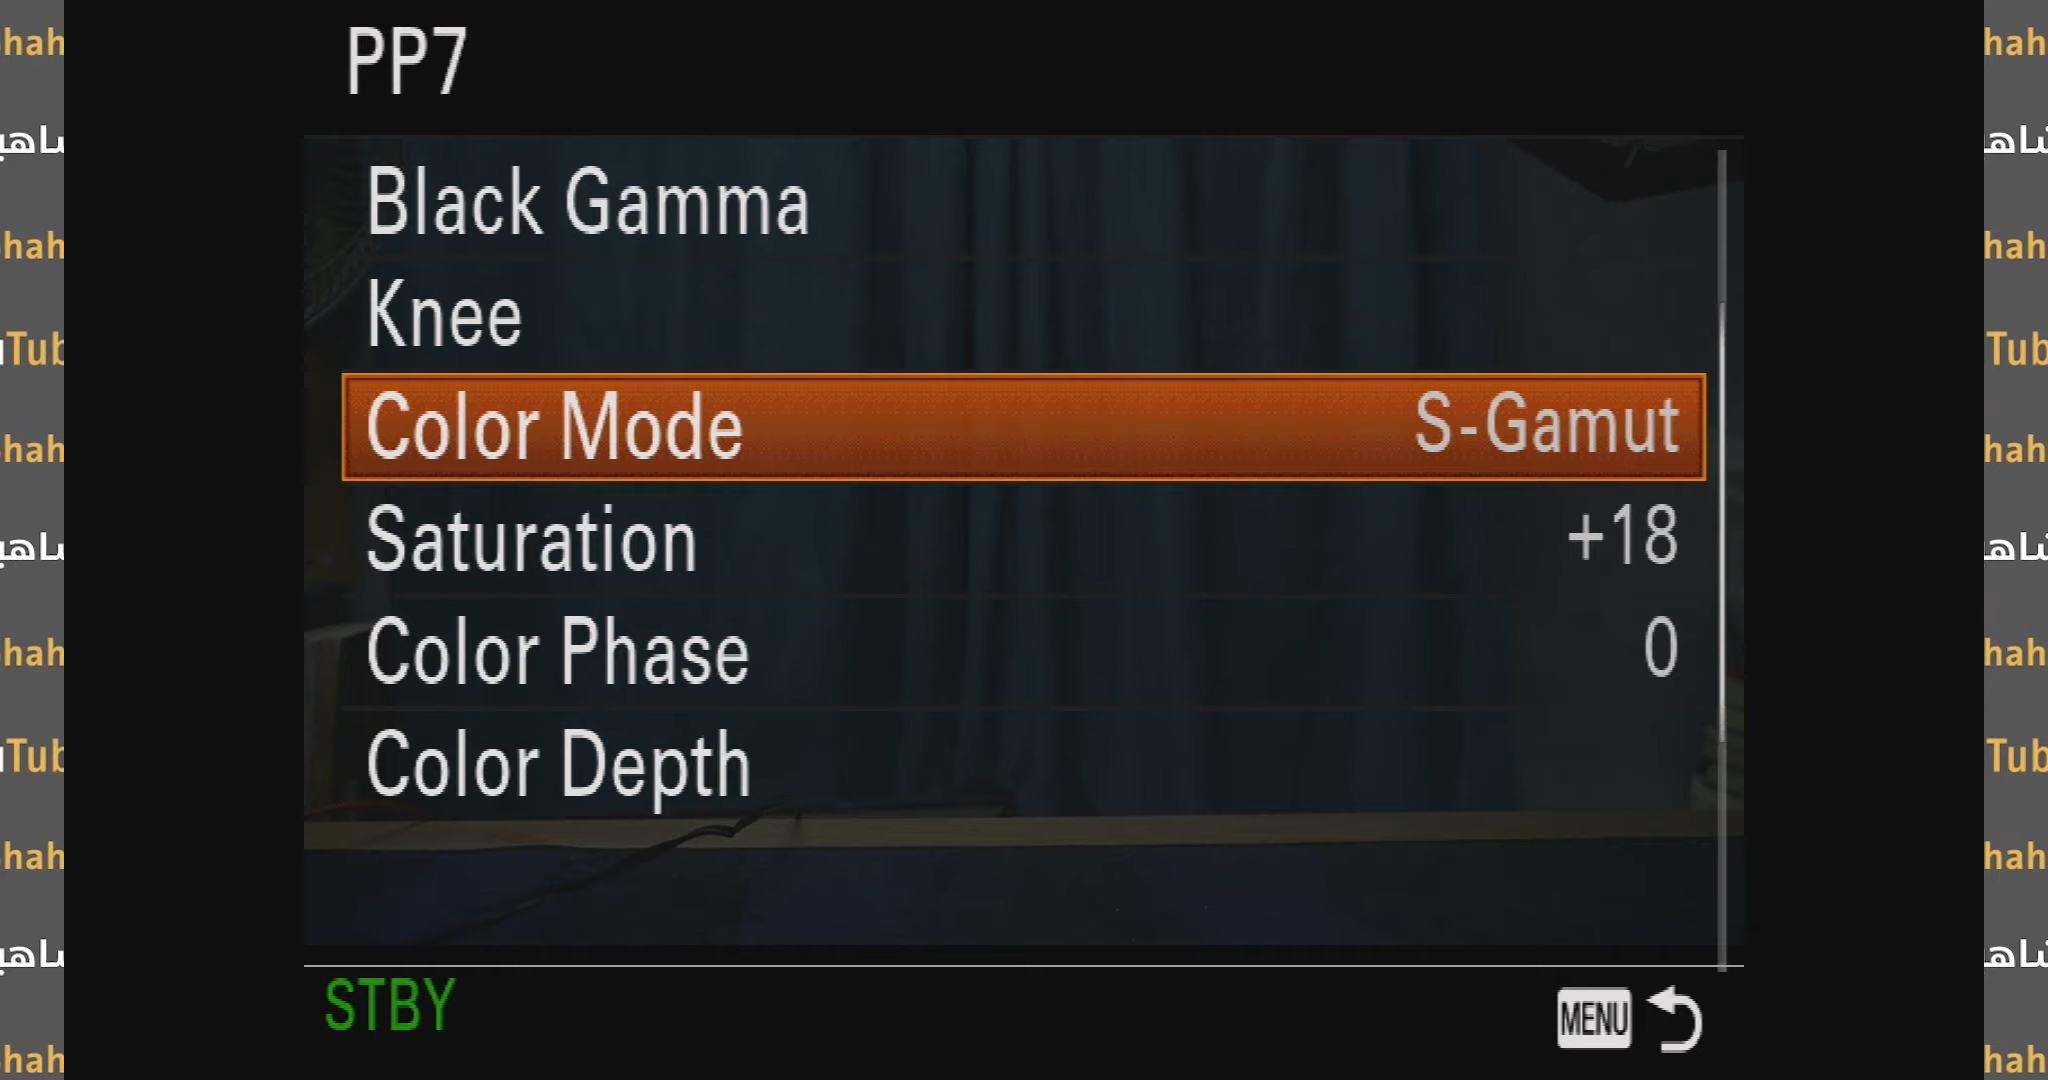 PP7
Black Gamma
Knee
Color Mode S-Gamut
Saturation +18
Color Phase 0
Color Depth
STBY
MENU